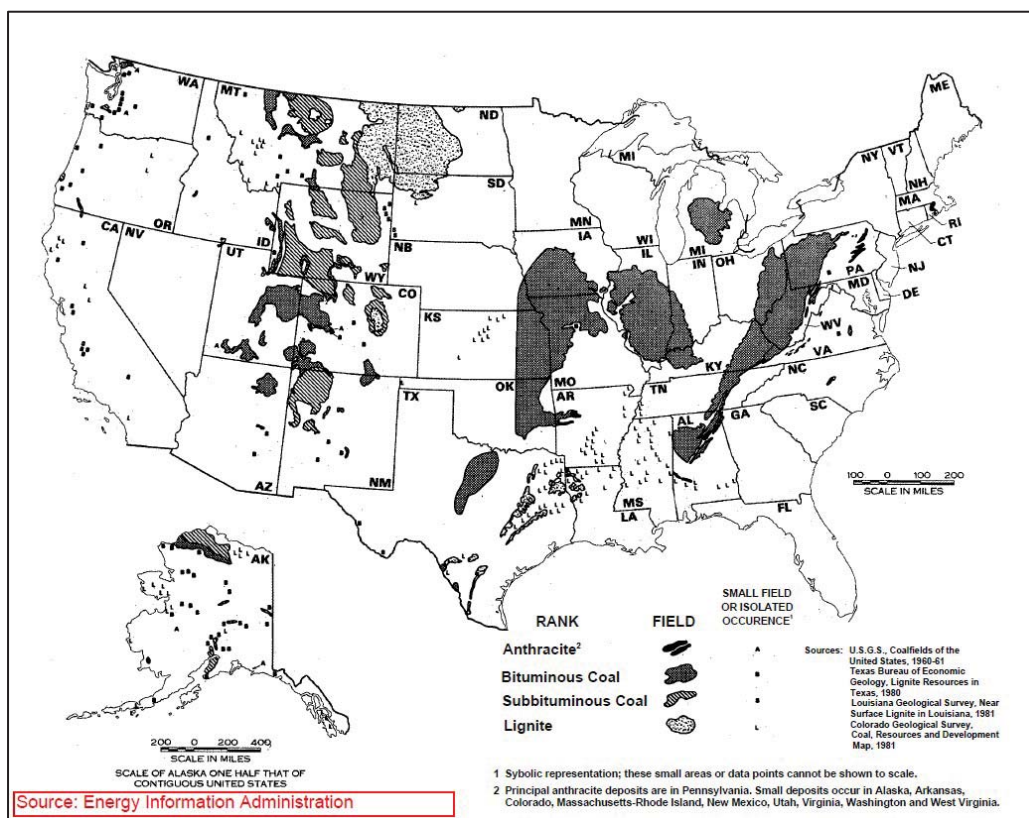 WA
MT
ND
ME
MI
VT
NY
NH
SD
MN
WI
MA
OR
ID
IA
RI
CA
NV
UT
NB
MI
CT
WY
IL
IN
OH
PA
NJ
CO
MD
DE
KS
WV
KY
VA
OK
MO
NC
TX
AR
TN
SC
AL
GA
NM
AZ
MS
LA
FL
100 0 100 200
SCALE IN MILES
AK
SMALL FIELD
OR ISOLATED
OCCURENCE¹
RANK FIELD
Anthracite² A
Bituminous Coal B
Subbituminous Coal S
Lignite L
Sources: U.S.G.S., Coalfields of the
United States, 1960-61
Texas Bureau of Economic
Geology, Lignite Resources in
Texas, 1980
Louisiana Geological Survey, Near
Surface Lignite in Louisiana, 1981
Colorado Geological Survey,
Coal, Resources and Development
Map, 1981
200 0 200 400
SCALE IN MILES
SCALE OF ALASKA ONE HALF THAT OF
CONTIGUOUS UNITED STATES
1 Sybolic representation; these small areas or data points cannot be shown to scale.
2 Principal anthracite deposits are in Pennsylvania. Small deposits occur in Alaska, Arkansas,
Colorado, Massachusetts-Rhode Island, New Mexico, Utah, Virginia, Washington and West Virginia.
Source: Energy Information Administration